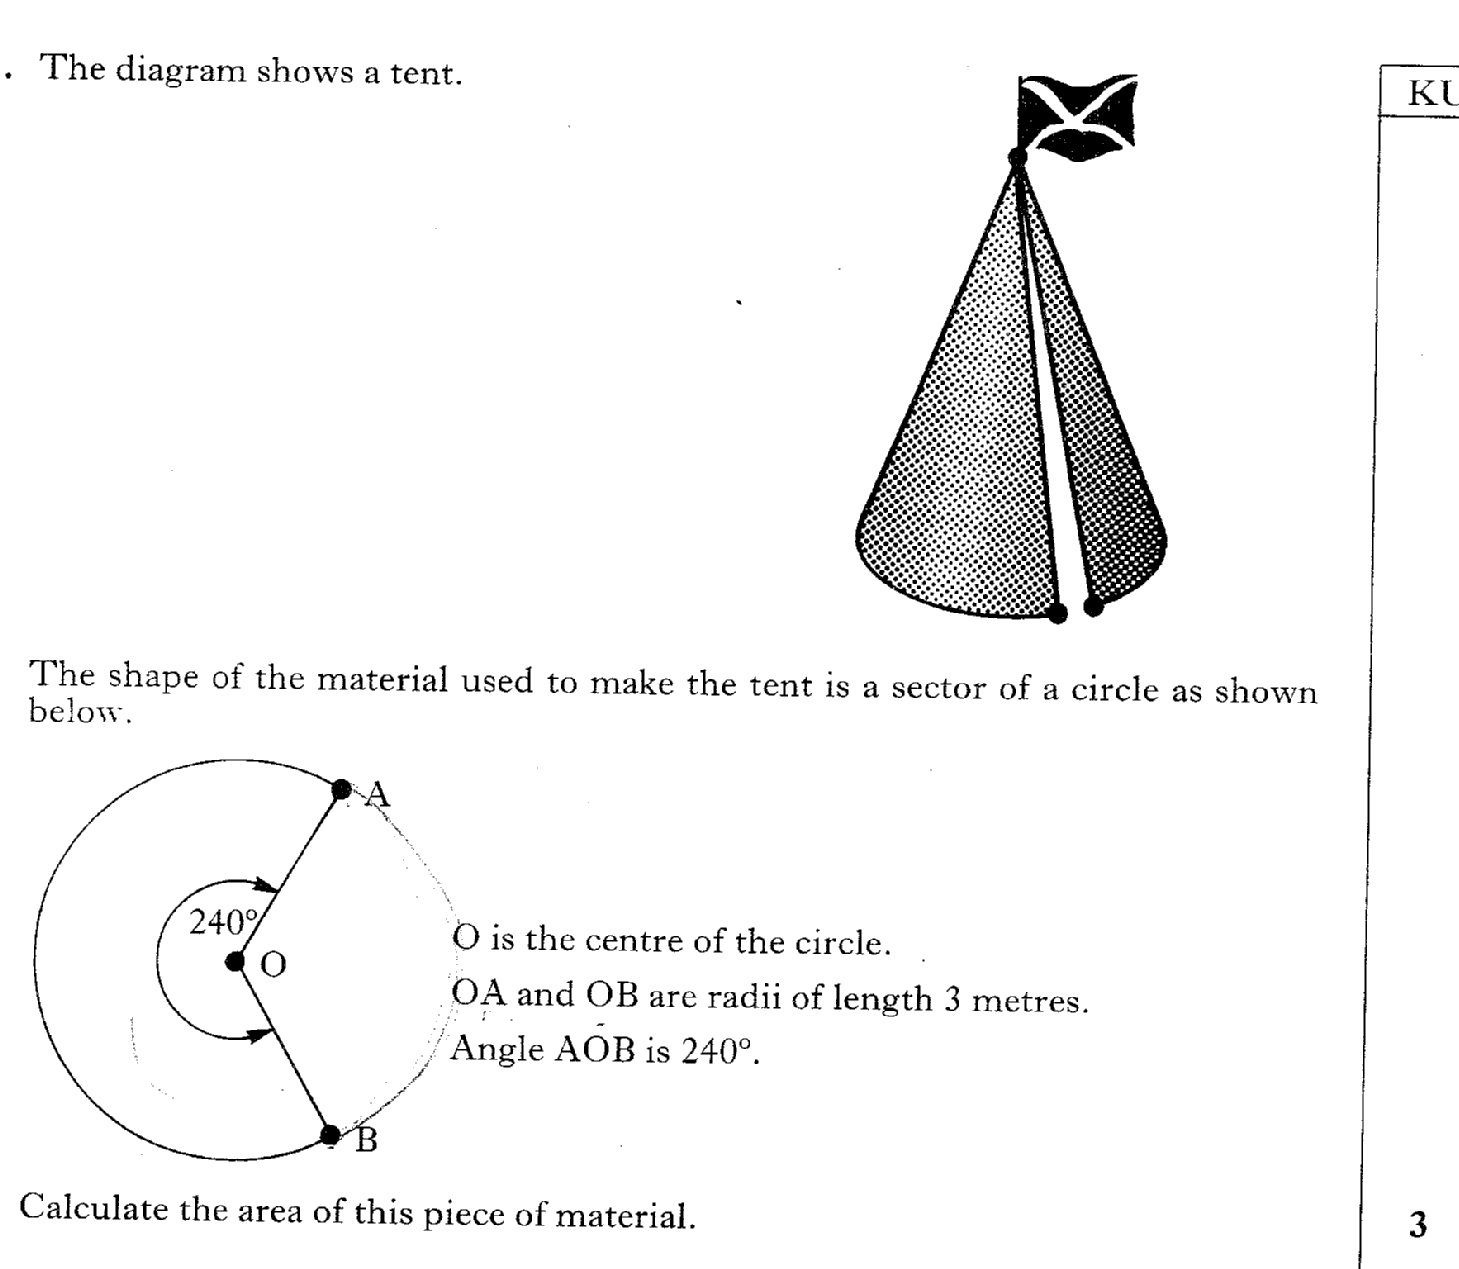 . The diagram shows a tent.
KU
The shape of the material used to make the tent is a sector of a circle as shown
below.
A
240°
O
B
O is the centre of the circle.
OA and OB are radii of length 3 metres.
Angle AOB is 240°.
Calculate the area of this piece of material.
3